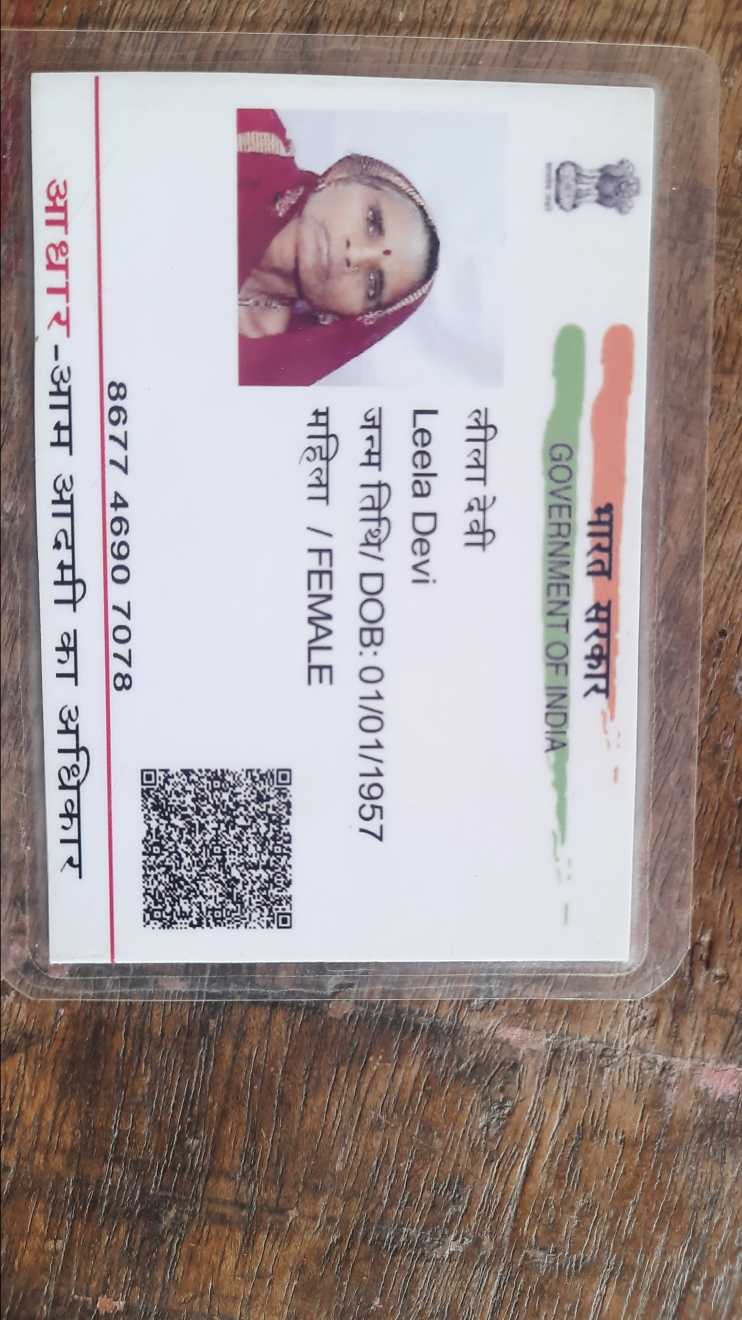 भारत सरकार
GOVERNMENT OF INDIA
लीला देवी
Leela Devi
जन्म तिथि/ DOB: 01/01/1957
महिला / FEMALE
8677 4690 7078
आधार-आम आदमी का अधिकार